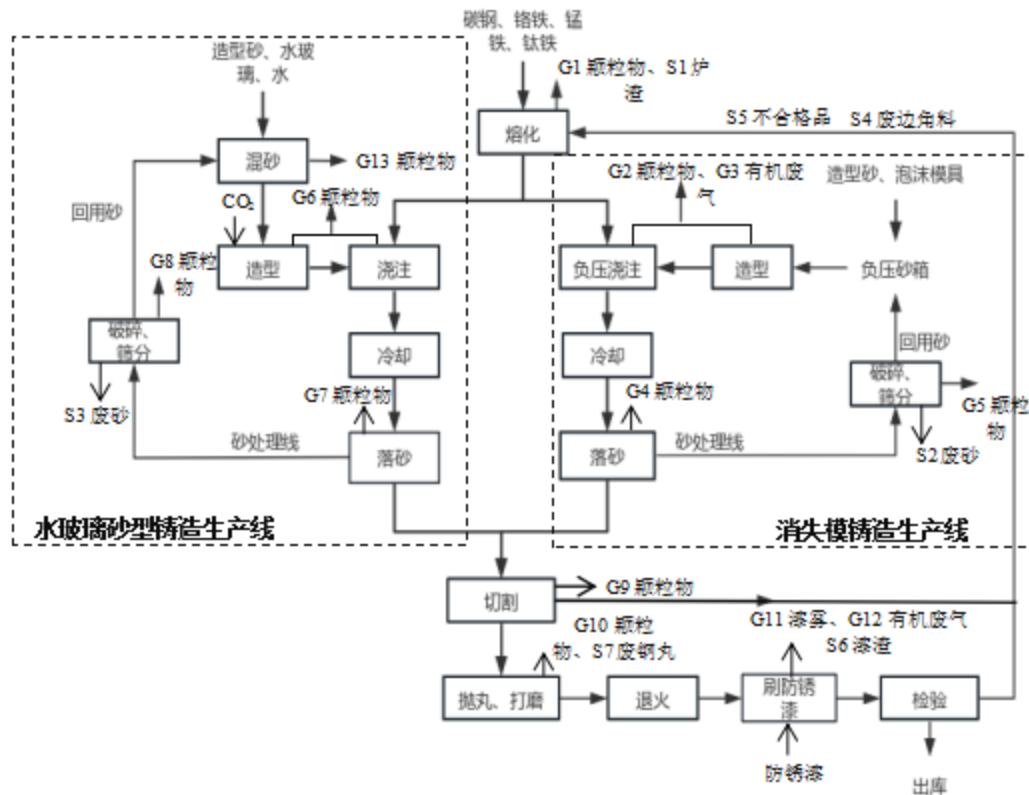 碳钢、铬铁、锰
铁、钛铁
造型砂、水玻
璃、水
G1 颗粒物、S1 炉
渣
熔化
S5 不合格品 S4 废边角料
混砂
G13 颗粒物
G2 颗粒物、G3 有机废
气
造型砂、泡沫模具
CO₂
G6 颗粒物
回用砂
G8 颗粒
物
造型
浇注
负压浇注
造型
负压砂箱
破碎、
筛分
冷却
冷却
回用砂
破碎、
筛分
G7 颗粒物
G4 颗粒物
G5 颗粒
物
S3 废砂
砂处理线
落砂
落砂
砂处理线
S2 废砂
水玻璃砂型铸造生产线
消失模铸造生产线
切割
G9 颗粒物
G10 颗粒
物、S7 废钢丸
G11 漆雾、G12 有机废气
S6 漆渣
抛丸、打磨
退火
刷防锈
漆
检验
防锈漆
出库